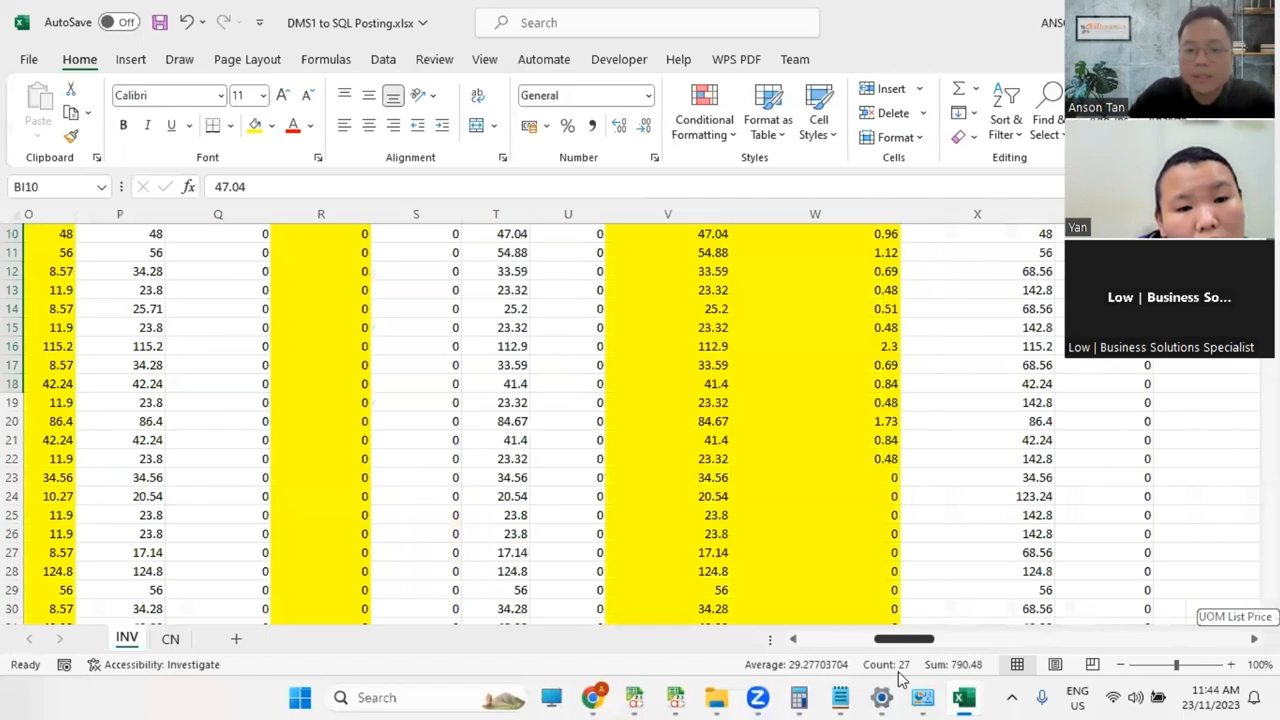 AutoSave Off DMS1 to SQL Posting.xlsx Search ANSO
File Home Insert Draw Page Layout Formulas Data Review View Automate Developer Help WPS PDF Team
Paste Calibri 11 General Conditional Formatting Format as Table Cell Styles Insert Delete Format Sort & Filter Find & Select
Clipboard Font Alignment Number Styles Cells Editing
Anson Tan
Yan
Low | Business So...
Low | Business Solutions Specialist
BI10 fx 47.04
O P Q R S T U V W X
10 48 48 0 0 0 47.04 0 47.04 0.96 48
11 56 56 0 0 0 54.88 0 54.88 1.12 56
12 8.57 34.28 0 0 0 33.59 0 33.59 0.69 68.56
13 11.9 23.8 0 0 0 23.32 0 23.32 0.48 142.8
14 8.57 25.71 0 0 0 25.2 0 25.2 0.51 68.56
15 11.9 23.8 0 0 0 23.32 0 23.32 0.48 142.8
16 115.2 115.2 0 0 0 112.9 0 112.9 2.3 115.2
17 8.57 34.28 0 0 0 33.59 0 33.59 0.69 68.56 0
18 42.24 42.24 0 0 0 41.4 0 41.4 0.84 42.24 0
19 11.9 23.8 0 0 0 23.32 0 23.32 0.48 142.8 0
20 86.4 86.4 0 0 0 84.67 0 84.67 1.73 86.4 0
21 42.24 42.24 0 0 0 41.4 0 41.4 0.84 42.24 0
22 11.9 23.8 0 0 0 23.32 0 23.32 0.48 142.8 0
23 34.56 34.56 0 0 0 34.56 0 34.56 0 34.56 0
24 10.27 20.54 0 0 0 20.54 0 20.54 0 123.24 0
25 11.9 23.8 0 0 0 23.8 0 23.8 0 142.8 0
26 11.9 23.8 0 0 0 23.8 0 23.8 0 142.8 0
27 8.57 17.14 0 0 0 17.14 0 17.14 0 68.56 0
28 124.8 124.8 0 0 0 124.8 0 124.8 0 124.8 0
29 56 56 0 0 0 56 0 56 0 56 0
30 8.57 34.28 0 0 0 34.28 0 34.28 0 68.56 0
UOM List Price
INV CN
Ready Accessibility: Investigate Average: 29.27703704 Count: 27 Sum: 790.48 100%
Search ENG US 11:44 AM 23/11/2023